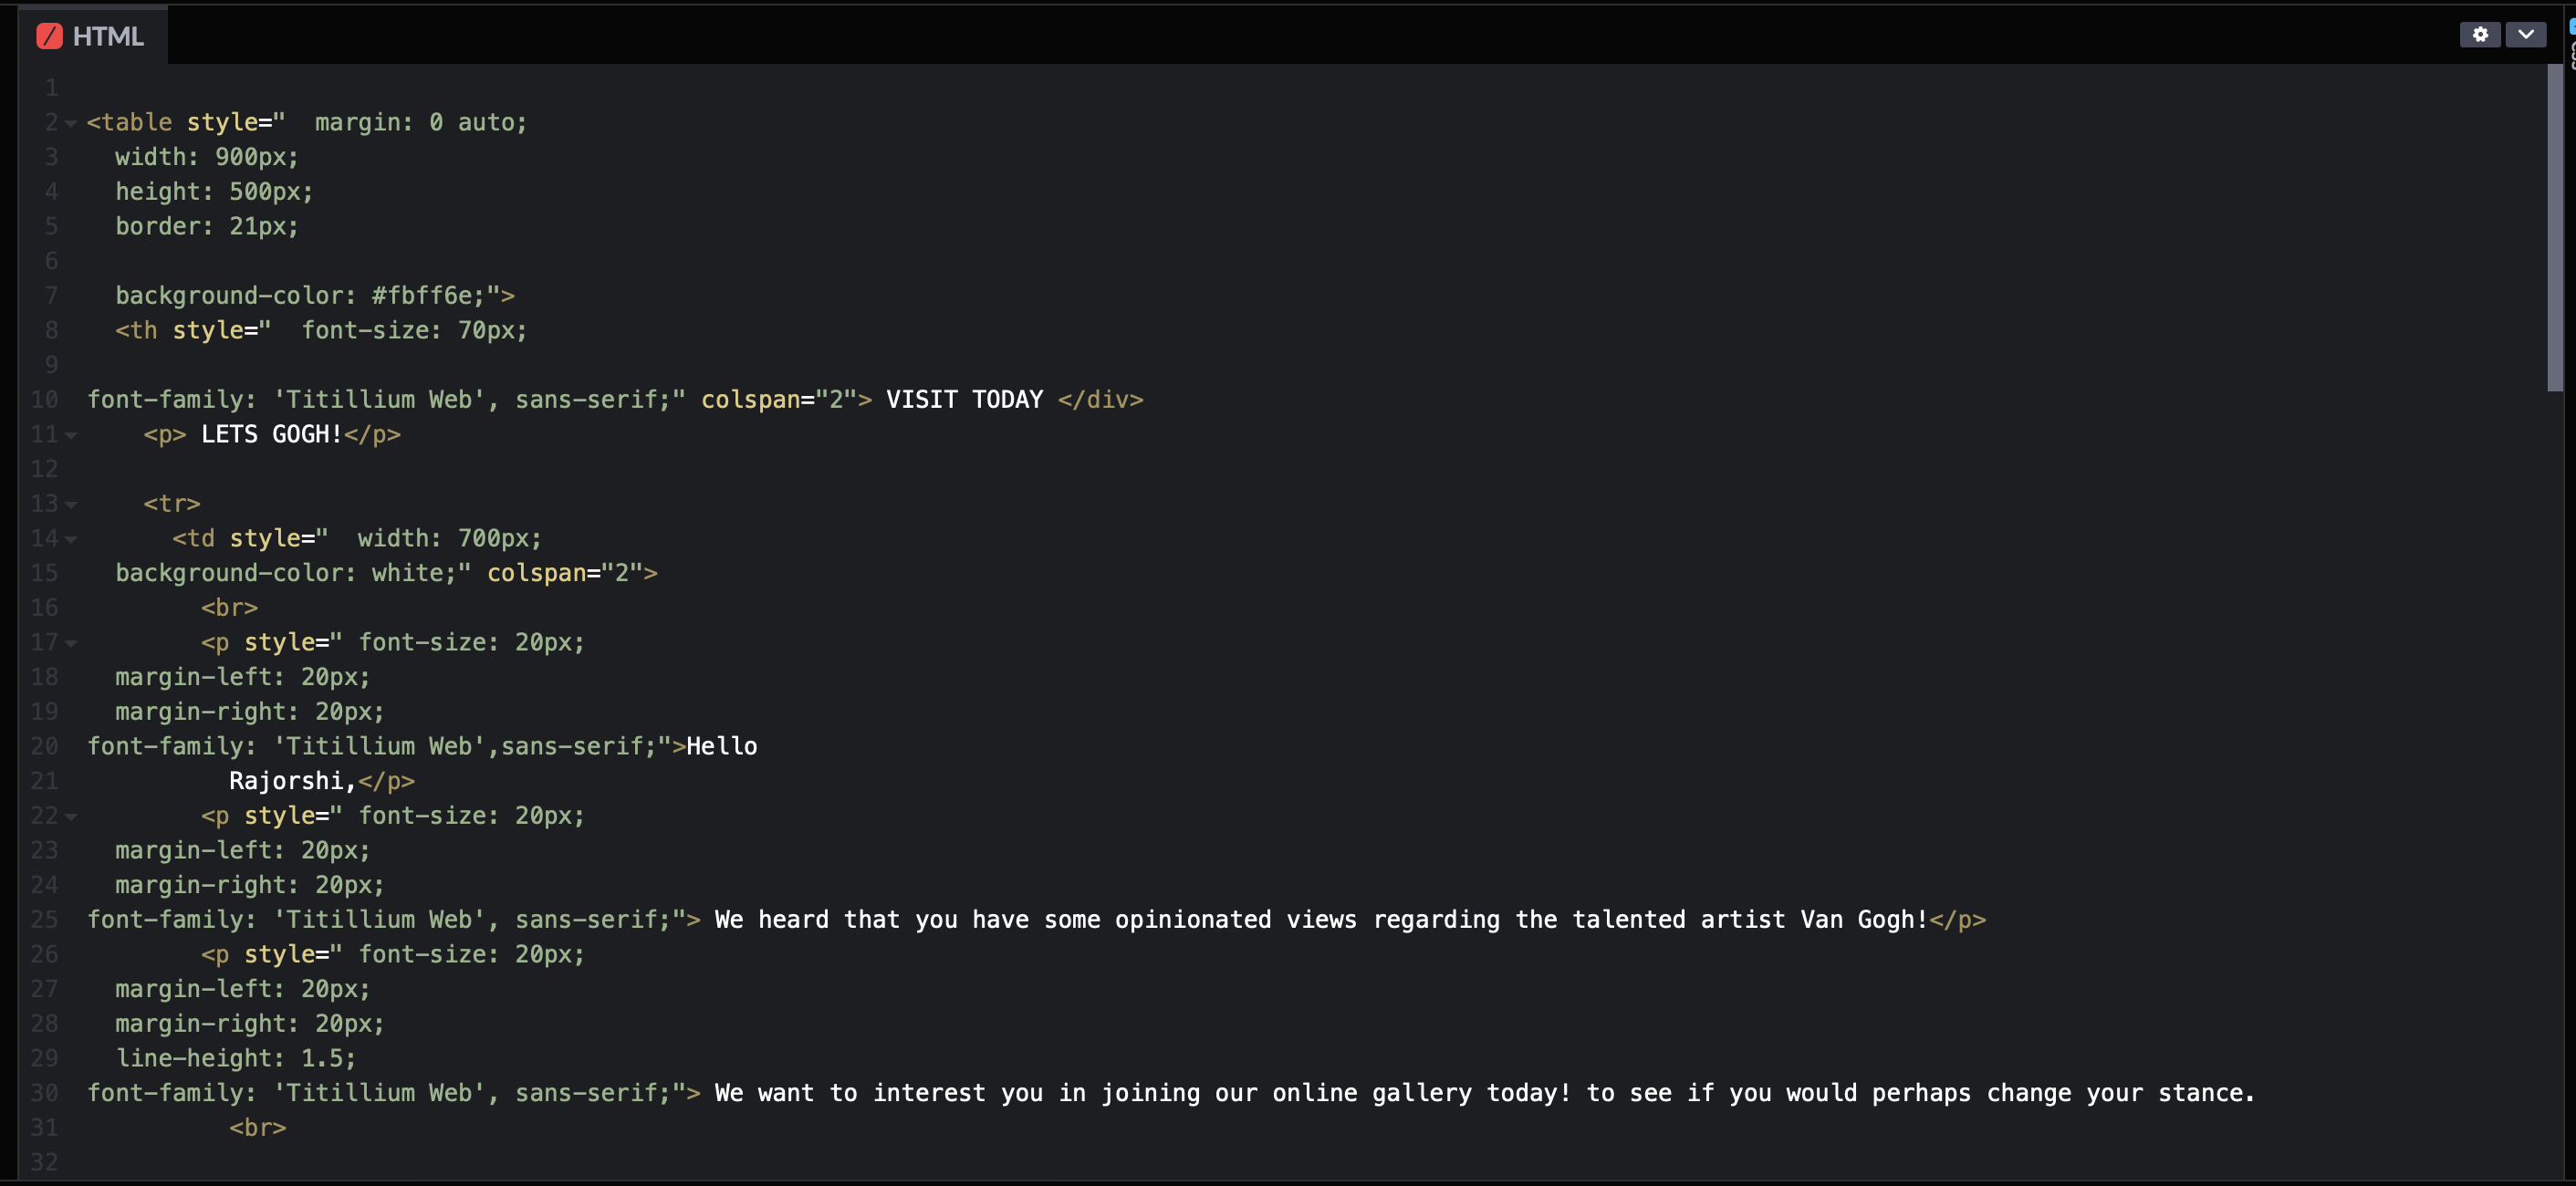 HTML
1
2 <table style="  margin: 0 auto;
3   width: 900px;
4   height: 500px;
5   border: 21px;
6
7   background-color: #fbff6e;">
8   <th style="  font-size: 70px;
9
10 font-family: 'Titillium Web', sans-serif;" colspan="2"> VISIT TODAY </div>
11     <p> LETS GOGH!</p>
12
13     <tr>
14       <td style="  width: 700px;
15   background-color: white;" colspan="2">
16         <br>
17         <p style=" font-size: 20px;
18   margin-left: 20px;
19   margin-right: 20px;
20 font-family: 'Titillium Web',sans-serif;">Hello
21           Rajorshi,</p>
22         <p style=" font-size: 20px;
23   margin-left: 20px;
24   margin-right: 20px;
25 font-family: 'Titillium Web', sans-serif;"> We heard that you have some opinionated views regarding the talented artist Van Gogh!</p>
26         <p style=" font-size: 20px;
27   margin-left: 20px;
28   margin-right: 20px;
29   line-height: 1.5;
30 font-family: 'Titillium Web', sans-serif;"> We want to interest you in joining our online gallery today! to see if you would perhaps change your stance.
31           <br>
32